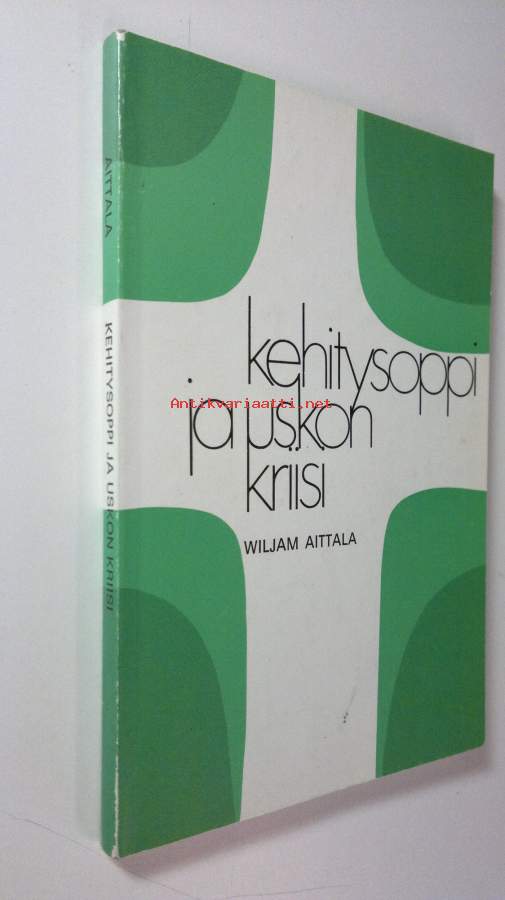 AITTALA
KEHITYSOPPI JA USKON KRIISI
kehitysoppi
ja uskon
kriisi
WILJAM AITTALA
Antikvariaatti.net